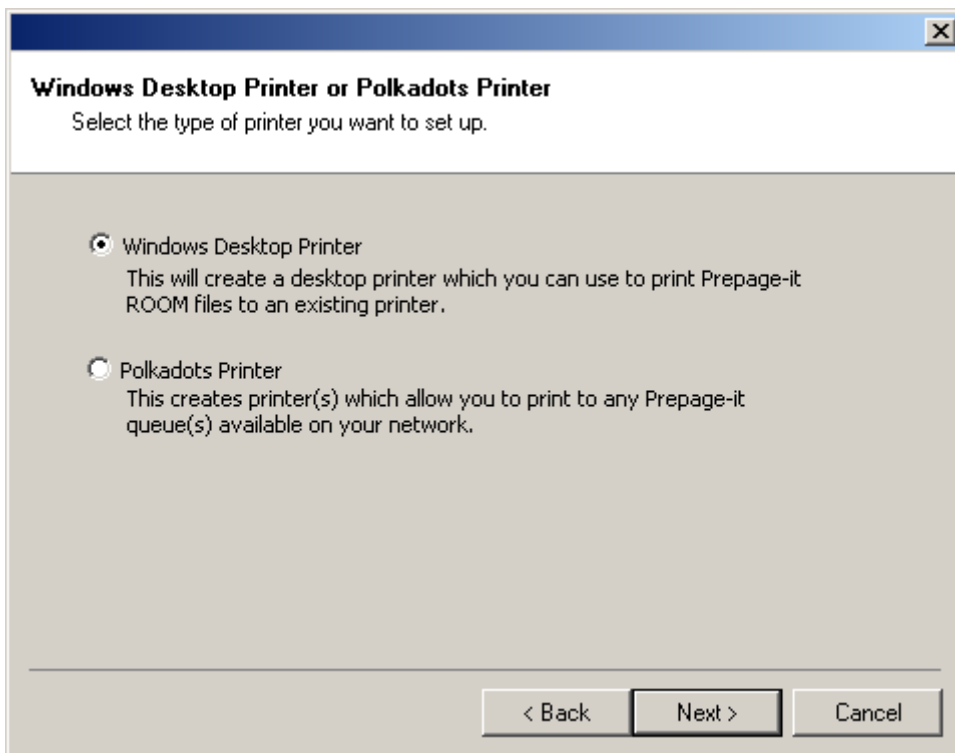 Windows Desktop Printer or Polkadots Printer
Select the type of printer you want to set up.
Windows Desktop Printer
This will create a desktop printer which you can use to print Prepage-it
ROOM files to an existing printer.
Polkadots Printer
This creates printer(s) which allow you to print to any Prepage-it
queue(s) available on your network.
< Back
Next >
Cancel